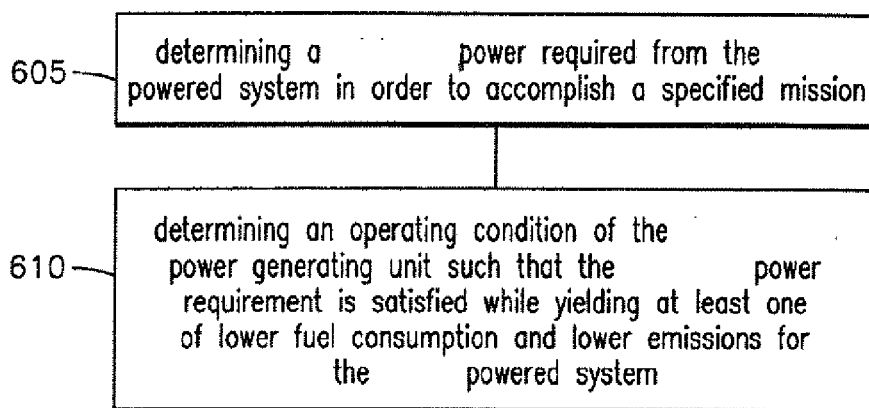 605
determining a power required from the
powered system in order to accomplish a specified mission
610
determining an operating condition of the
power generating unit such that the power
requirement is satisfied while yielding at least one
of lower fuel consumption and lower emissions for
the powered system